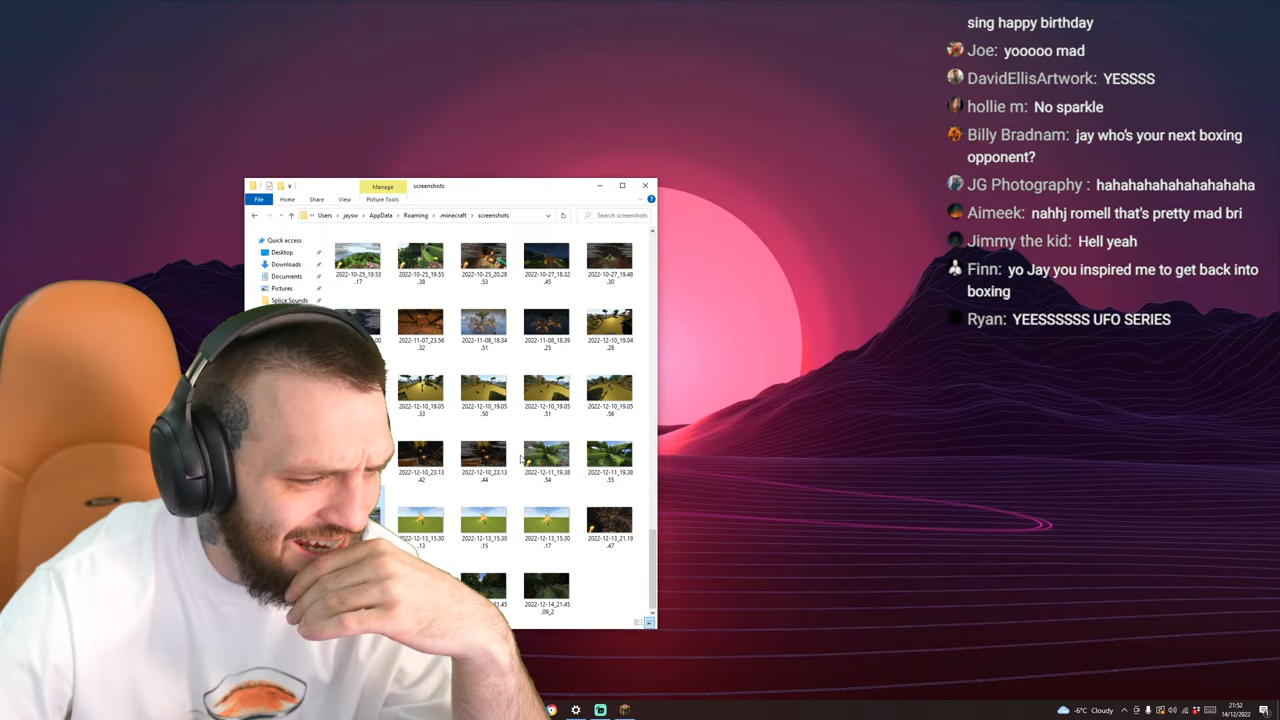 sing happy birthday
Joe: yooooo mad
DavidEllisArtwork: YESSSS
hollie m: No sparkle
Billy Bradnam: jay who's your next boxing
opponent?
hahahahahahahaha
nahhj rod wave is pretty mad bri
Jimmy the kid: Hell yeah
Finn: yo Jay you inspired me to get back into
boxing
Ryan: YEESSSSSS UFO SERIES
Manage
screenshots
File
Home
Share
View
Picture Tools
Users
jaysw
AppData
Roaming
.minecraft
screenshots
Search screenshots
Quick access
Desktop
Downloads
Documents
Pictures
Splice Sounds
2022-10-25_19.53
.17
2022-10-25_19.55
.38
2022-10-25_20.28
.53
2022-10-27_18.32
.45
2022-10-27_19.48
.30
2022-11-07_23.56
.32
2022-11-08_18.34
.51
2022-11-08_18.39
.25
2022-12-10_19.04
.28
2022-12-10_19.05
.33
2022-12-10_19.05
.50
2022-12-10_19.05
.51
2022-12-10_19.05
.56
2022-12-10_23.13
.42
2022-12-10_23.13
.44
2022-12-11_19.38
.54
2022-12-11_19.38
.55
2022-12-13_15.30
.13
2022-12-13_15.30
.15
2022-12-13_15.30
.17
2022-12-13_21.19
.47
2022-12-14_21.45
.09_2
-6°C Cloudy
21:52
14/12/2022